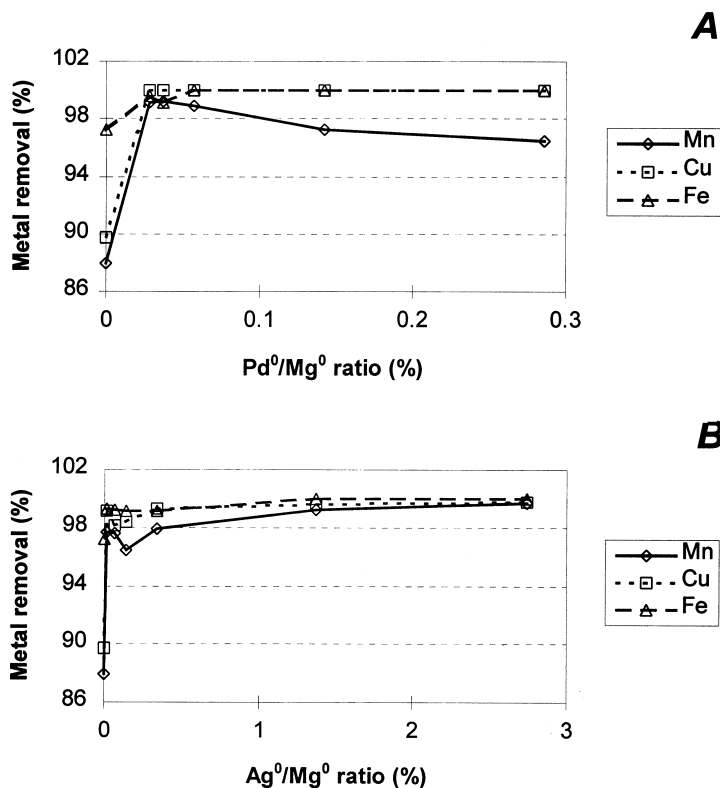 A
102
98
94
90
86
Metal removal (%)
0
0.1
0.2
0.3
Pd⁰/Mg⁰ ratio (%)
Mn
Cu
Fe
B
102
98
94
90
86
Metal removal (%)
0
1
2
3
Ag⁰/Mg⁰ ratio (%)
Mn
Cu
Fe